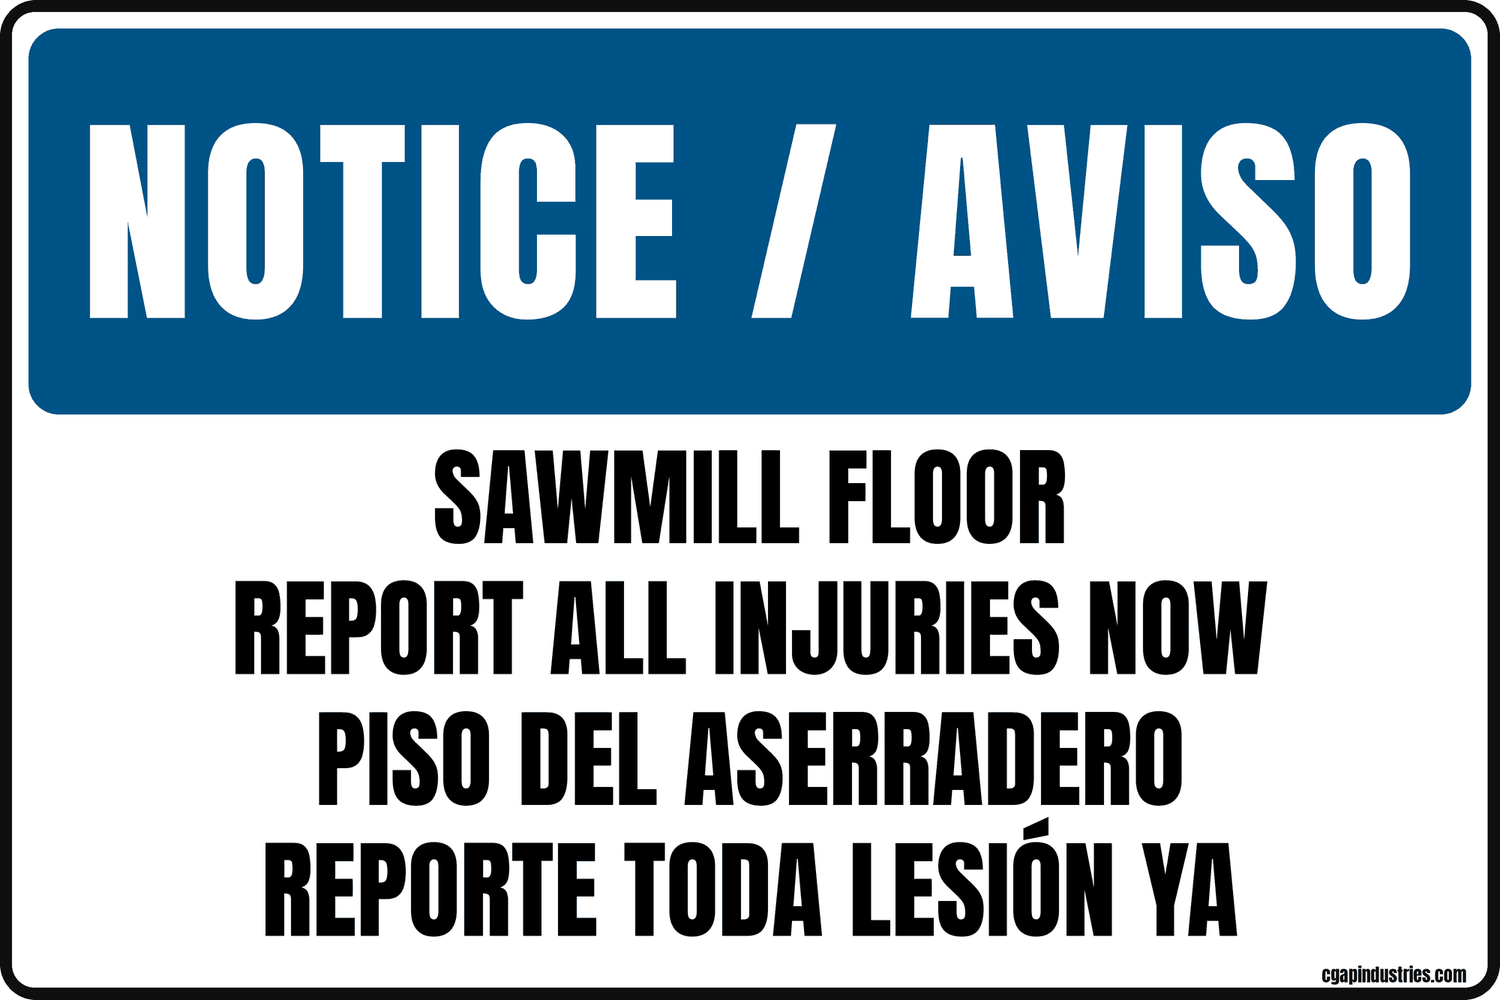 NOTICE / AVISO
SAWMILL FLOOR
REPORT ALL INJURIES NOW
PISO DEL ASERRADERO
REPORTE TODA LESIÓN YA
cgapindustries.com